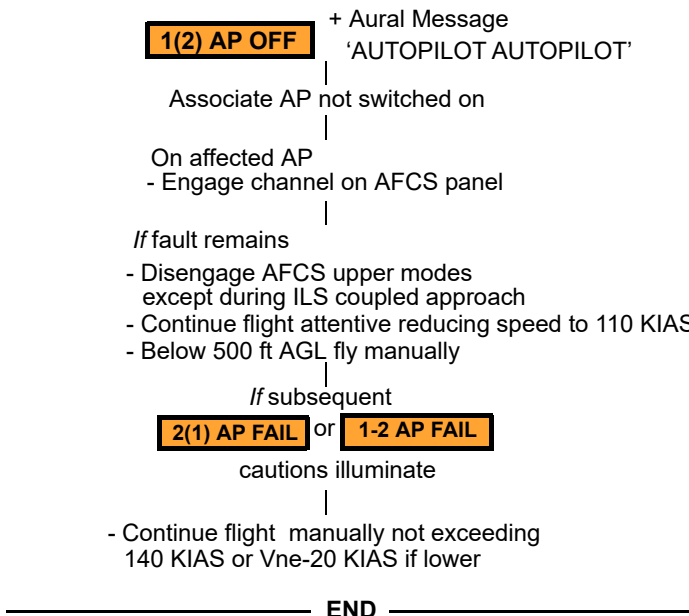 1(2) AP OFF + Aural Message
'AUTOPILOT AUTOPILOT'
Associate AP not switched on
On affected AP
- Engage channel on AFCS panel
If fault remains
- Disengage AFCS upper modes
except during ILS coupled approach
- Continue flight attentive reducing speed to 110 KIAS
- Below 500 ft AGL fly manually
If subsequent
2(1) AP FAIL or 1-2 AP FAIL
cautions illuminate
- Continue flight manually not exceeding
140 KIAS or Vne-20 KIAS if lower
END